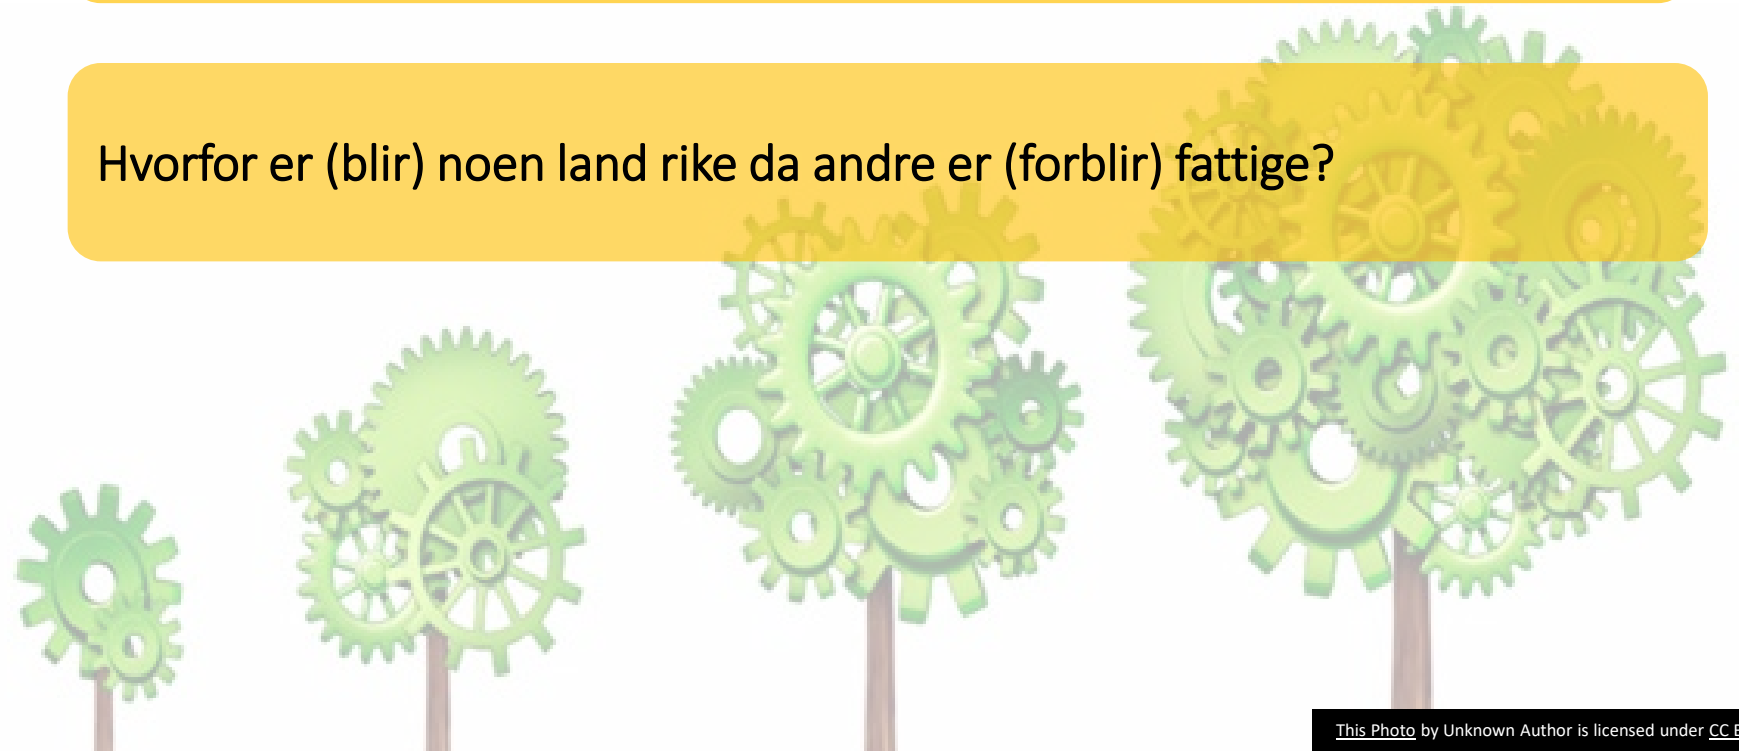 Hvorfor er (blir) noen land rike da andre er (forblir) fattige?
This Photo by Unknown Author is licensed under CC